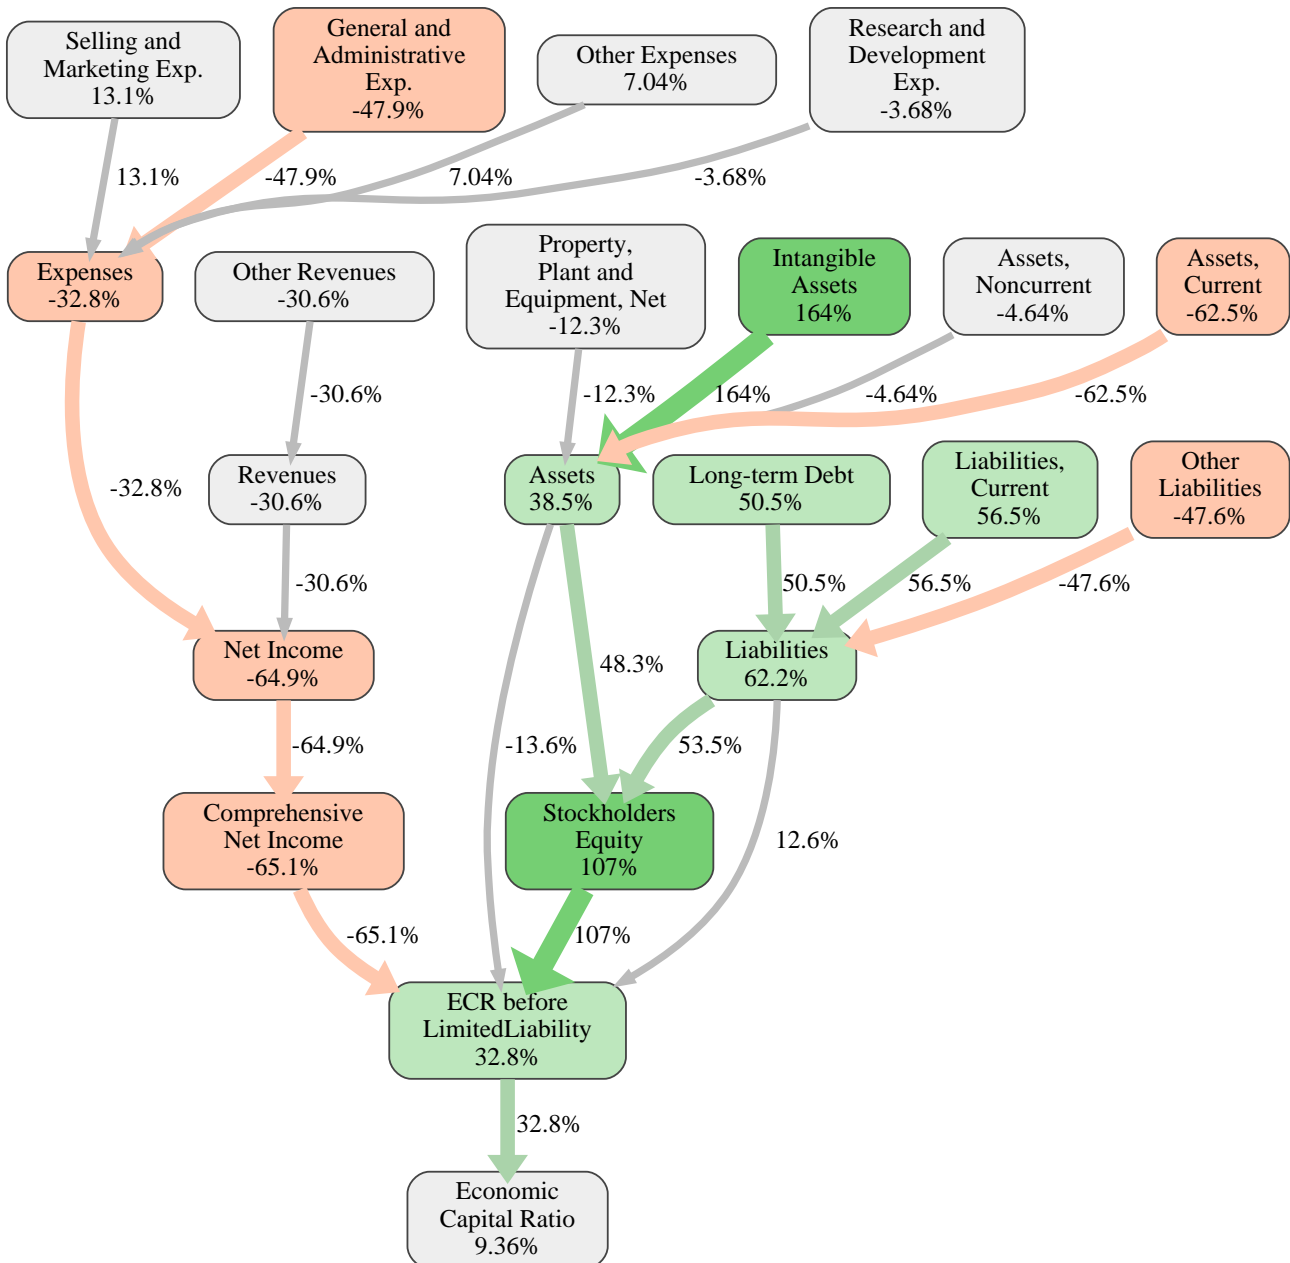 Selling and
Marketing Exp.
13.1%
General and
Administrative
Exp.
-47.9%
Other Expenses
7.04%
Research and
Development
Exp.
-3.68%
13.1%
-47.9%
7.04%
-3.68%
Expenses
-32.8%
Other Revenues
-30.6%
Property,
Plant and
Equipment, Net
-12.3%
Intangible
Assets
164%
Assets,
Noncurrent
-4.64%
Assets,
Current
-62.5%
-30.6%
-12.3%
164%
-4.64%
-62.5%
-32.8%
Revenues
-30.6%
Assets
38.5%
Long-term Debt
50.5%
Liabilities,
Current
56.5%
Other
Liabilities
-47.6%
-30.6%
50.5%
56.5%
-47.6%
Net Income
-64.9%
48.3%
Liabilities
62.2%
-64.9%
-13.6%
53.5%
Comprehensive
Net Income
-65.1%
Stockholders
Equity
107%
12.6%
-65.1%
107%
ECR before
LimitedLiability
32.8%
32.8%
Economic
Capital Ratio
9.36%